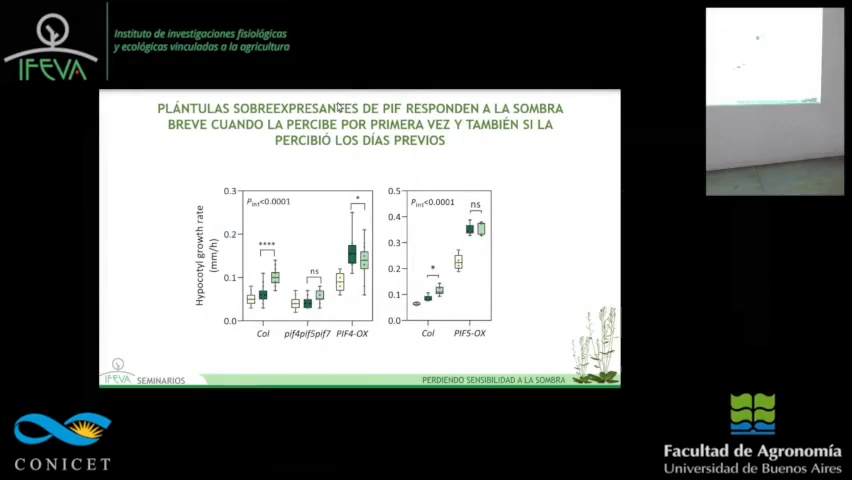 IFEVA
Instituto de investigaciones fisiológicas
y ecológicas vinculadas a la agricultura
PLÁNTULAS SOBREEXPRESANTES DE PIF RESPONDEN A LA SOMBRA
BREVE CUANDO LA PERCIBE POR PRIMERA VEZ Y TAMBIÉN SI LA
PERCIBIÓ LOS DÍAS PREVIOS
Hypocotyl growth rate
(mm/h)
0.3
0.2
0.1
0.0
Pint<0.0001
****
ns
*
Col
pif4pif5pif7
PIF4-OX
0.5
0.4
0.3
0.2
0.1
0.0
Pint<0.0001
*
ns
Col
PIF5-OX
IFEVA SEMINARIOS
PERDIENDO SENSIBILIDAD A LA SOMBRA
CONICET
Facultad de Agronomía
Universidad de Buenos Aires